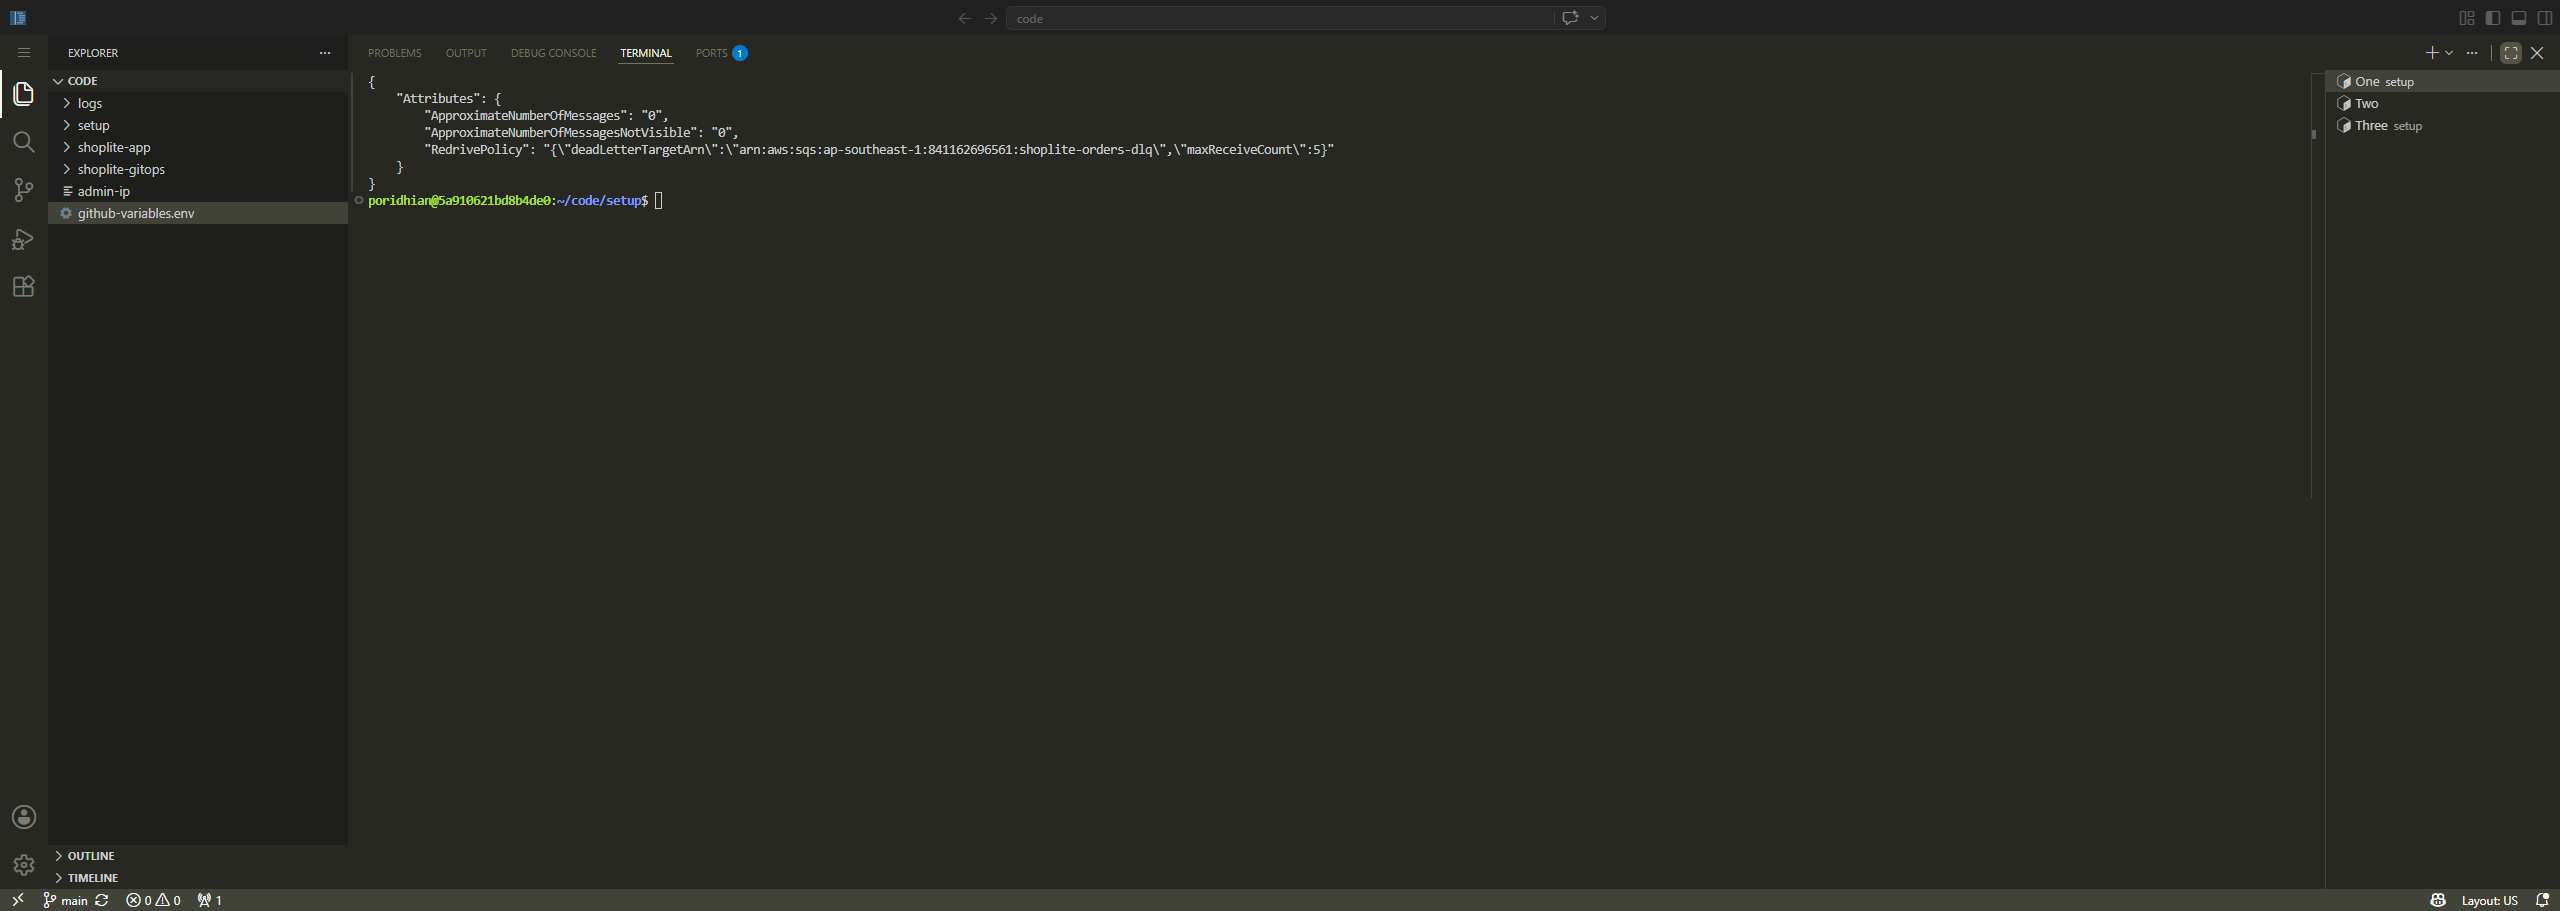 code
EXPLORER
CODE
logs
setup
shoplite-app
shoplite-gitops
admin-ip
github-variables.env
OUTLINE
TIMELINE
PROBLEMS OUTPUT DEBUG CONSOLE TERMINAL PORTS 1
{
    "Attributes": {
        "ApproximateNumberOfMessages": "0",
        "ApproximateNumberOfMessagesNotVisible": "0",
        "RedrivePolicy": "{\"deadLetterTargetArn\":\"arn:aws:sqs:ap-southeast-1:841162696561:shoplite-orders-dlq\",\"maxReceiveCount\":5}"
    }
}
poridhian@5a910621bd8b4de0:~/code/setup$
One setup
Two
Three setup
main 0 0 1 Layout: US